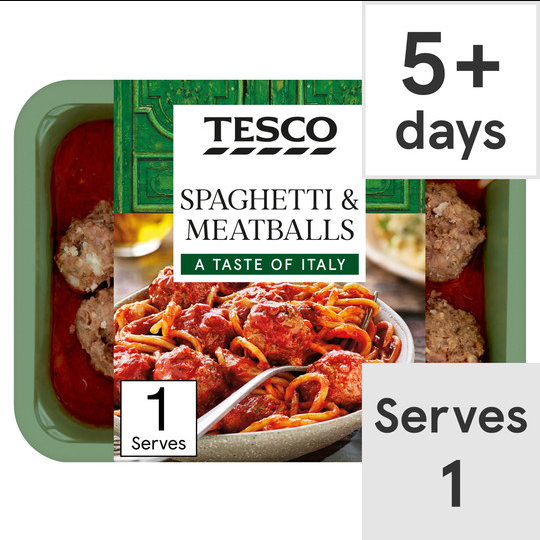 5+
days
TESCO
SPAGHETTI &
MEATBALLS
A TASTE OF ITALY
1
Serves
Serves
1